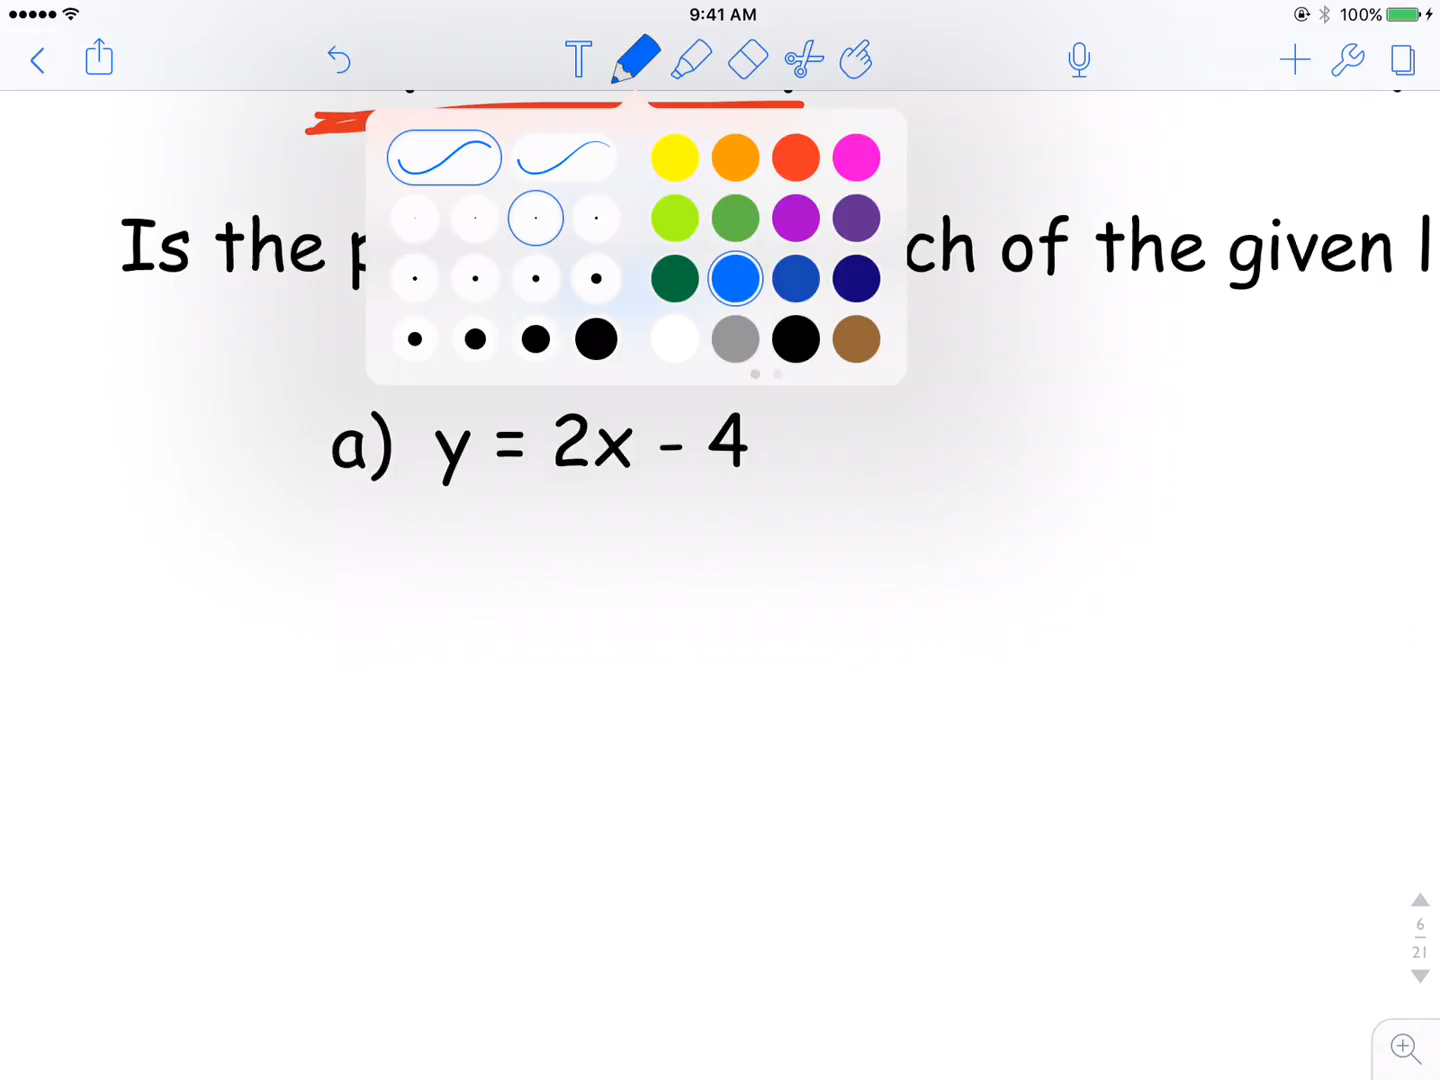 9:41 AM
100%
T
Is the ch of the given
a) y = 2x - 4
6
21